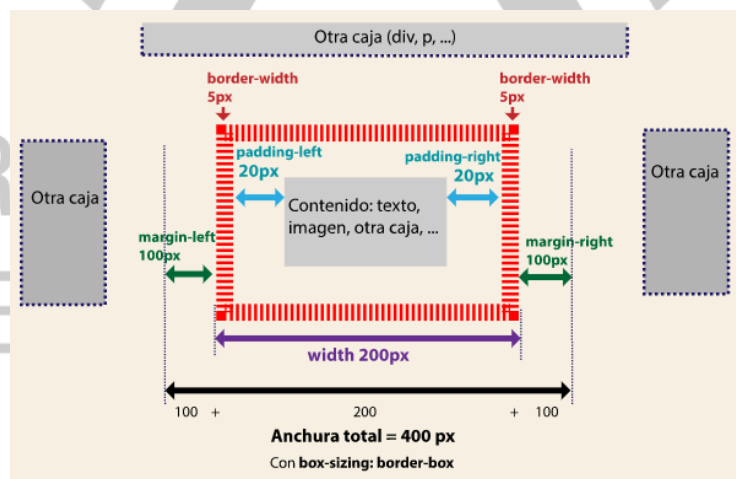 Otra caja (div, p, ...)
border-width
5px
border-width
5px
padding-left
20px
padding-right
20px
Otra caja
Contenido: texto,
imagen, otra caja, ...
Otra caja
margin-left
100px
margin-right
100px
width 200px
100 + 200 + 100
Anchura total = 400 px
Con box-sizing: border-box